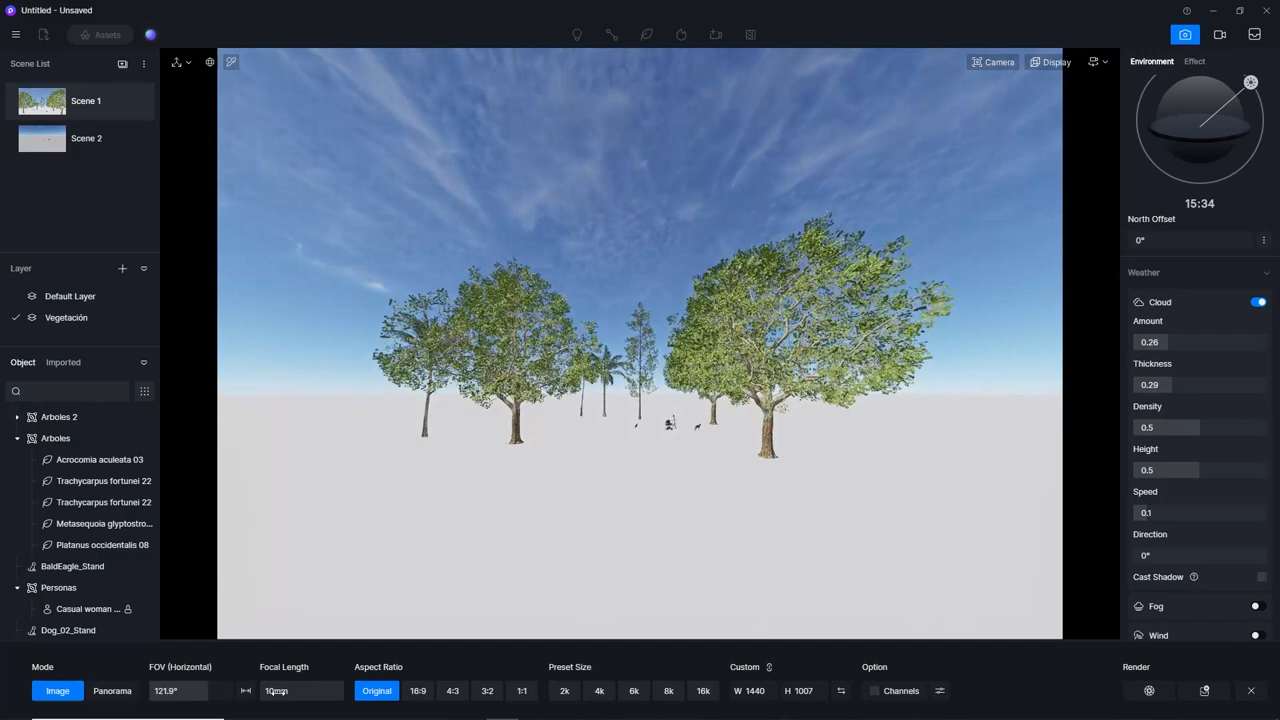 Untitled - Unsaved
Assets
Scene List
Scene 1
Scene 2
Layer
Default Layer
Vegetación
Object Imported
Arboles 2
Arboles
Acrocomia aculeata 03
Trachycarpus fortunei 22
Trachycarpus fortunei 22
Metasequoia glyptostro...
Platanus occidentalis 08
BaldEagle_Stand
Personas
Casual woman ...
Dog_02_Stand
Camera Display
Environment Effect
15:34
North Offset
0°
Weather
Cloud
Amount
0.26
Thickness
0.29
Density
0.5
Height
0.5
Speed
0.1
Direction
0°
Cast Shadow
Fog
Wind
Mode FOV (Horizontal) Focal Length Aspect Ratio Preset Size Custom Option Render
Image Panorama 121.9° 10mm Original 16:9 4:3 3:2 1:1 2k 4k 6k 8k 16k W 1440 H 1007 Channels